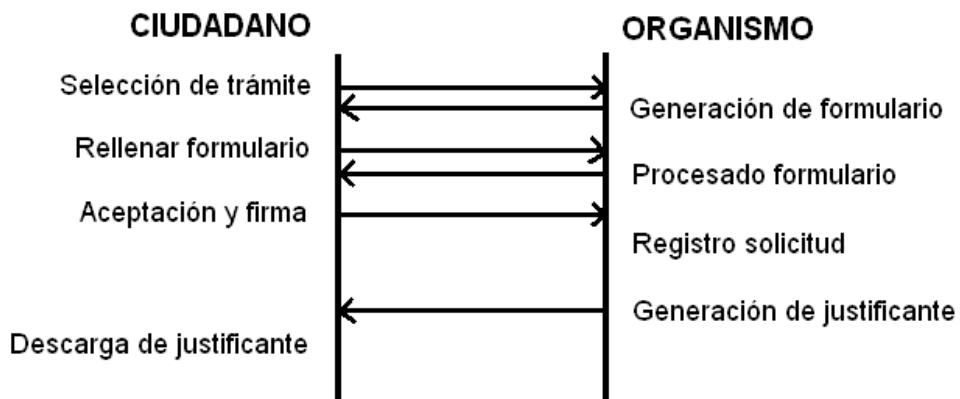 CIUDADANO
ORGANISMO
Selección de trámite
Generación de formulario
Rellenar formulario
Procesado formulario
Aceptación y firma
Registro solicitud
Generación de justificante
Descarga de justificante